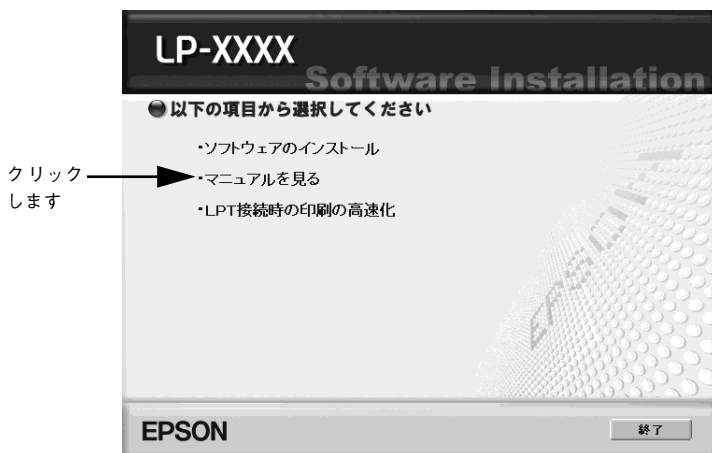 LP-XXXX
Software Installation
以下の項目から選択してください
・ソフトウェアのインストール
クリック
します
・マニュアルを見る
・LPT接続時の印刷の高速化
EPSON
EPSON
終了